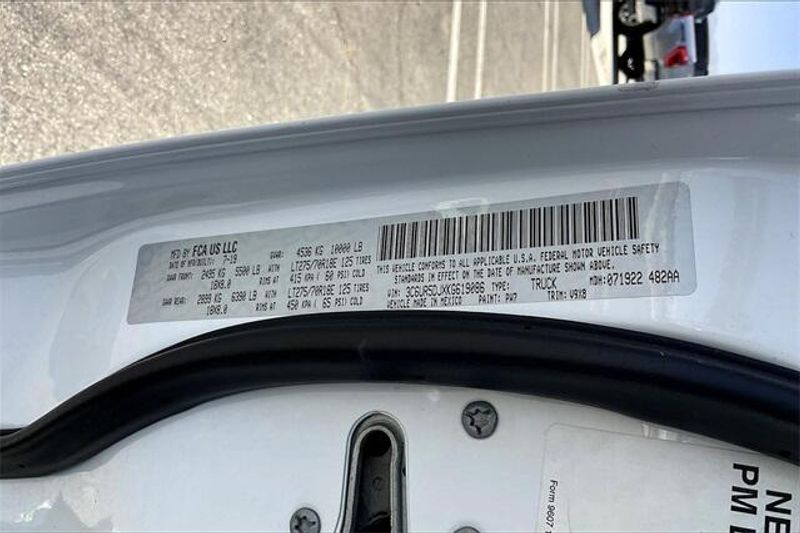 MFD BY FCA US LLC
DATE OF MFR 7-19
GVWR: 4536 KG 10000 LB
GAWR FRONT: 2495 KG 5500 LB WITH LT275/70R18E 125 TIRES
18X8.0 RIMS AT 415 KPA ( 60 PSI) COLD
GAWR REAR: 2889 KG 6390 LB WITH LT275/70R18E 125 TIRES
18X8.0 RIMS AT 450 KPA ( 65 PSI) COLD
THIS VEHICLE CONFORMS TO ALL APPLICABLE U.S.A. FEDERAL MOTOR VEHICLE SAFETY
STANDARDS IN EFFECT ON THE DATE OF MANUFACTURE SHOWN ABOVE.
VIN: 3C6UR5DJXKG619086 TYPE: TRUCK MDH: 071922 482AA
VEHICLE MADE IN MEXICO PAINT: PW7 TRIM: V9X8
Form 9607
NE
PM